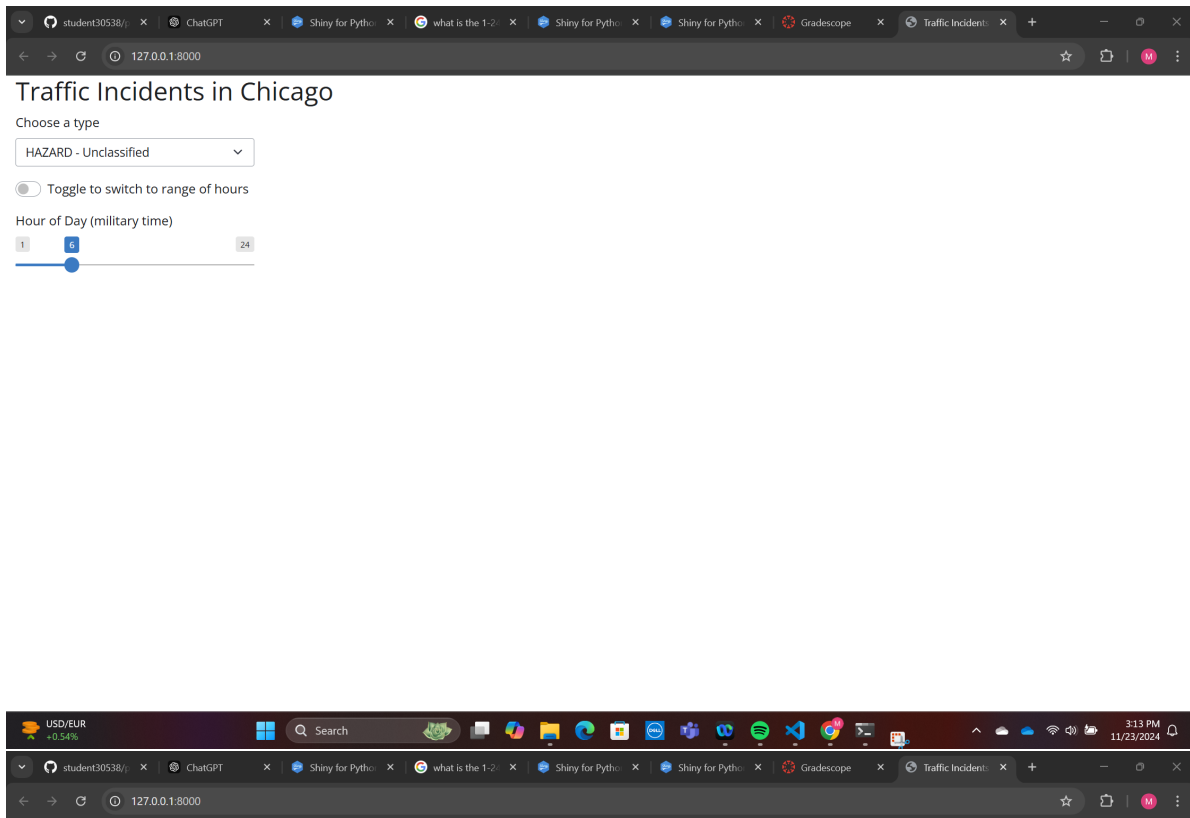 student30538/p
ChatGPT
Shiny for Pytho
what is the 1-24
Shiny for Pytho
Shiny for Pytho
Gradescope
Traffic Incidents
127.0.0.1:8000
M
Traffic Incidents in Chicago
Choose a type
HAZARD - Unclassified
Toggle to switch to range of hours
Hour of Day (military time)
1 6 24
USD/EUR
+0.54%
Search
DELL
M
3:13 PM
11/23/2024
student30538/p
ChatGPT
Shiny for Pytho
what is the 1-24
Shiny for Pytho
Shiny for Pytho
Gradescope
Traffic Incidents
127.0.0.1:8000
M